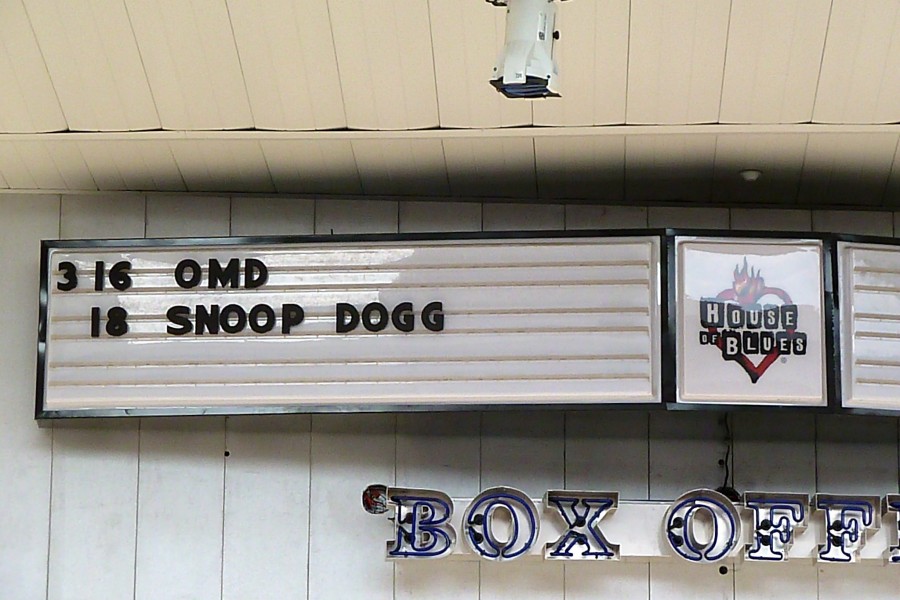 3 16 OMD
18 SNOOP DOGG
HOUSE
OF BLUES
BOX OFF